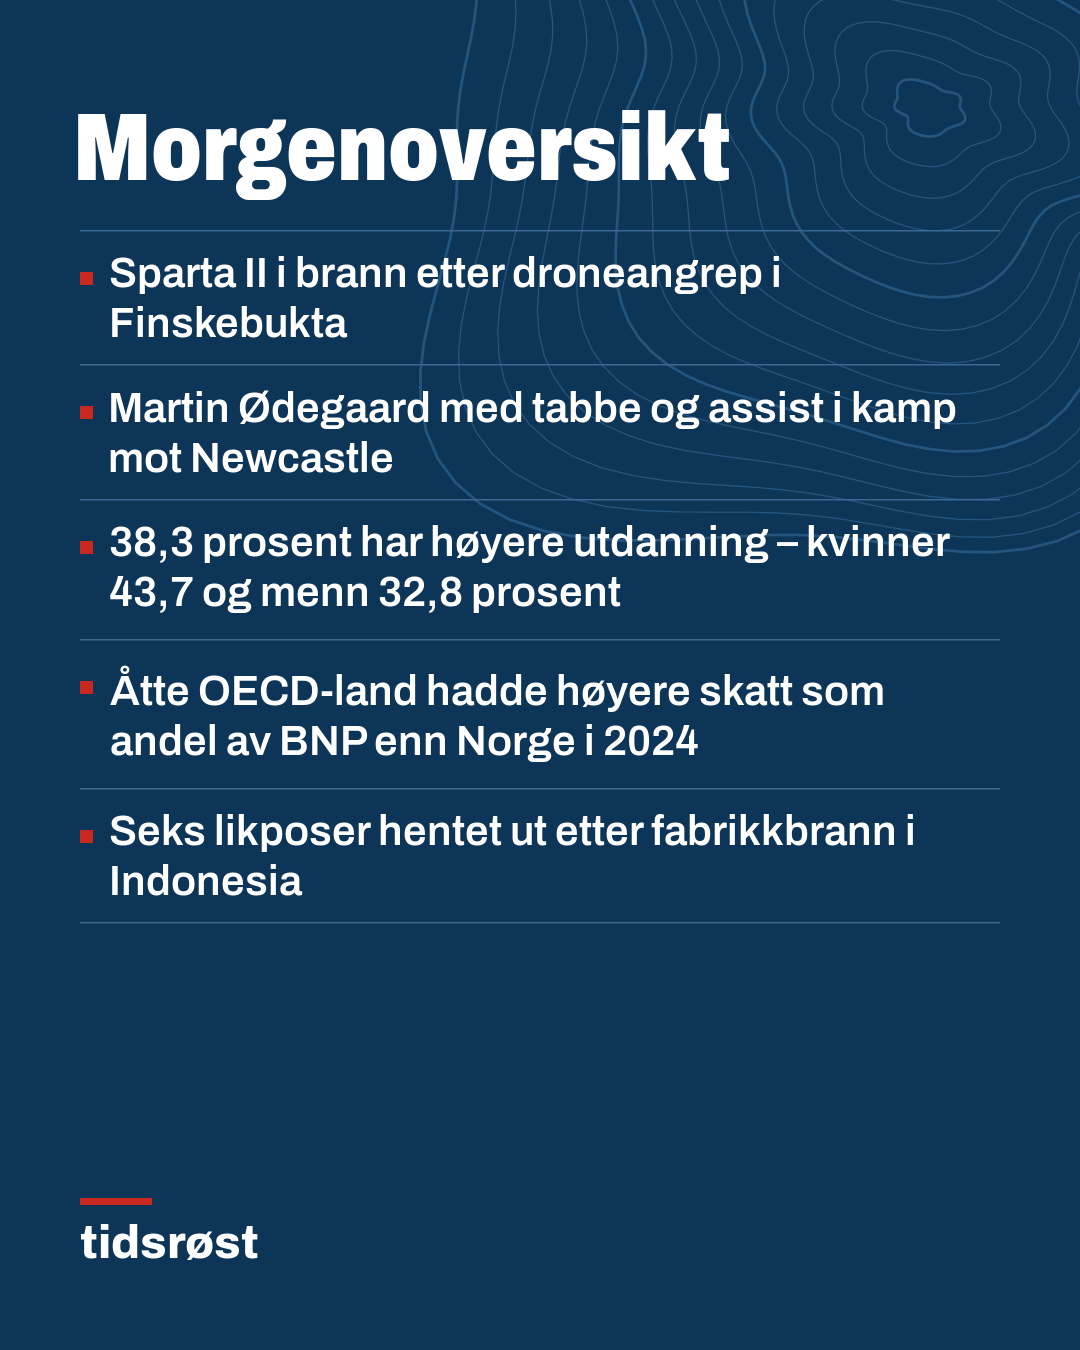 Morgenoversikt
Sparta II i brann etter droneangrep i
Finskebukta
Martin Ødegaard med tabbe og assist i kamp
mot Newcastle
38,3 prosent har høyere utdanning – kvinner
43,7 og menn 32,8 prosent
Åtte OECD-land hadde høyere skatt som
andel av BNP enn Norge i 2024
Seks likposer hentet ut etter fabrikkbrann i
Indonesia
tidsrøst